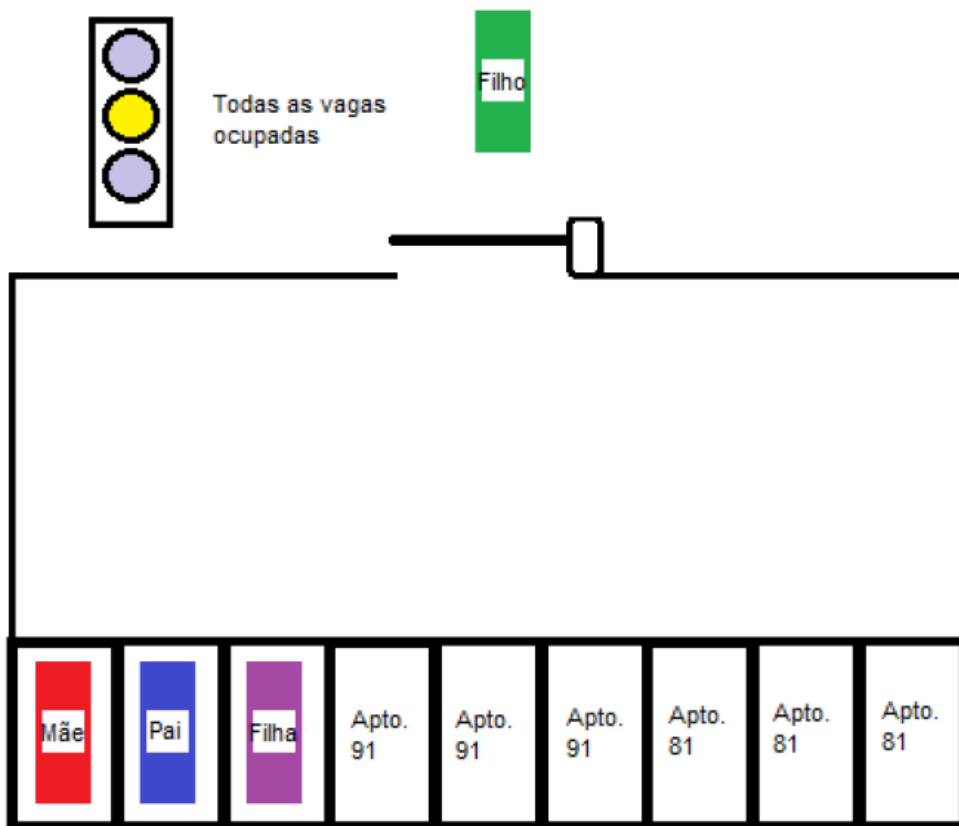 Filho
Todas as vagas
ocupadas
Mãe
Pai
Filha
Apto.
91
Apto.
91
Apto.
91
Apto.
81
Apto.
81
Apto.
81